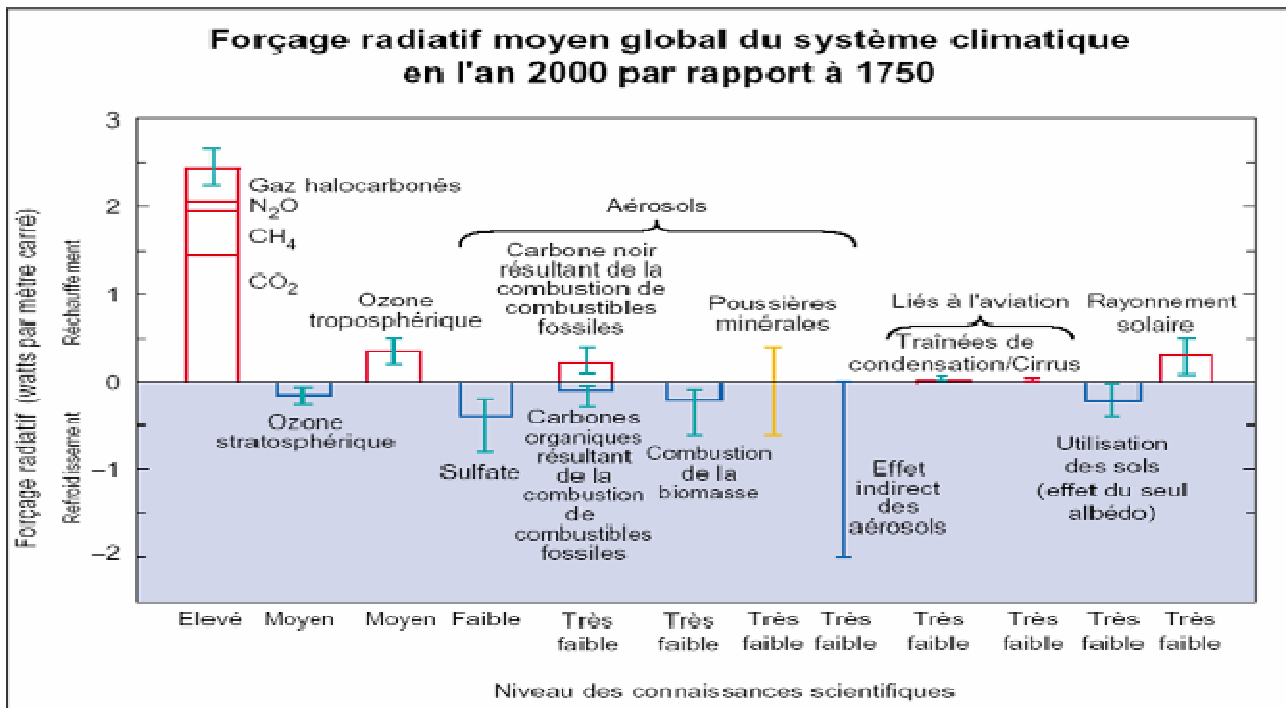 Forçage radiatif moyen global du système climatique
en l'an 2000 par rapport à 1750
Forçage radiatif (watts par mètre carré)
Réchauffement
Refroidissement
3
2
1
0
−1
−2
Gaz halocarbonés
N₂O
CH₄
CO₂
Ozone
stratosphérique
Ozone
troposphérique
Aérosols
Sulfate
Carbone noir
résultant de la
combustion de
combustibles
fossiles
Carbones
organiques
résultant
de la
combustion
de
combustibles
fossiles
Combustion
de la
biomasse
Poussières
minérales
Effet
indirect
des
aérosols
Liés à l'aviation
Traînées de
condensation/Cirrus
Utilisation
des sols
(effet du seul
albédo)
Rayonnement
solaire
Elevé Moyen Moyen Faible Très Très Très Très Très Très Très Très
faible faible faible faible faible faible faible faible
Niveau des connaissances scientifiques